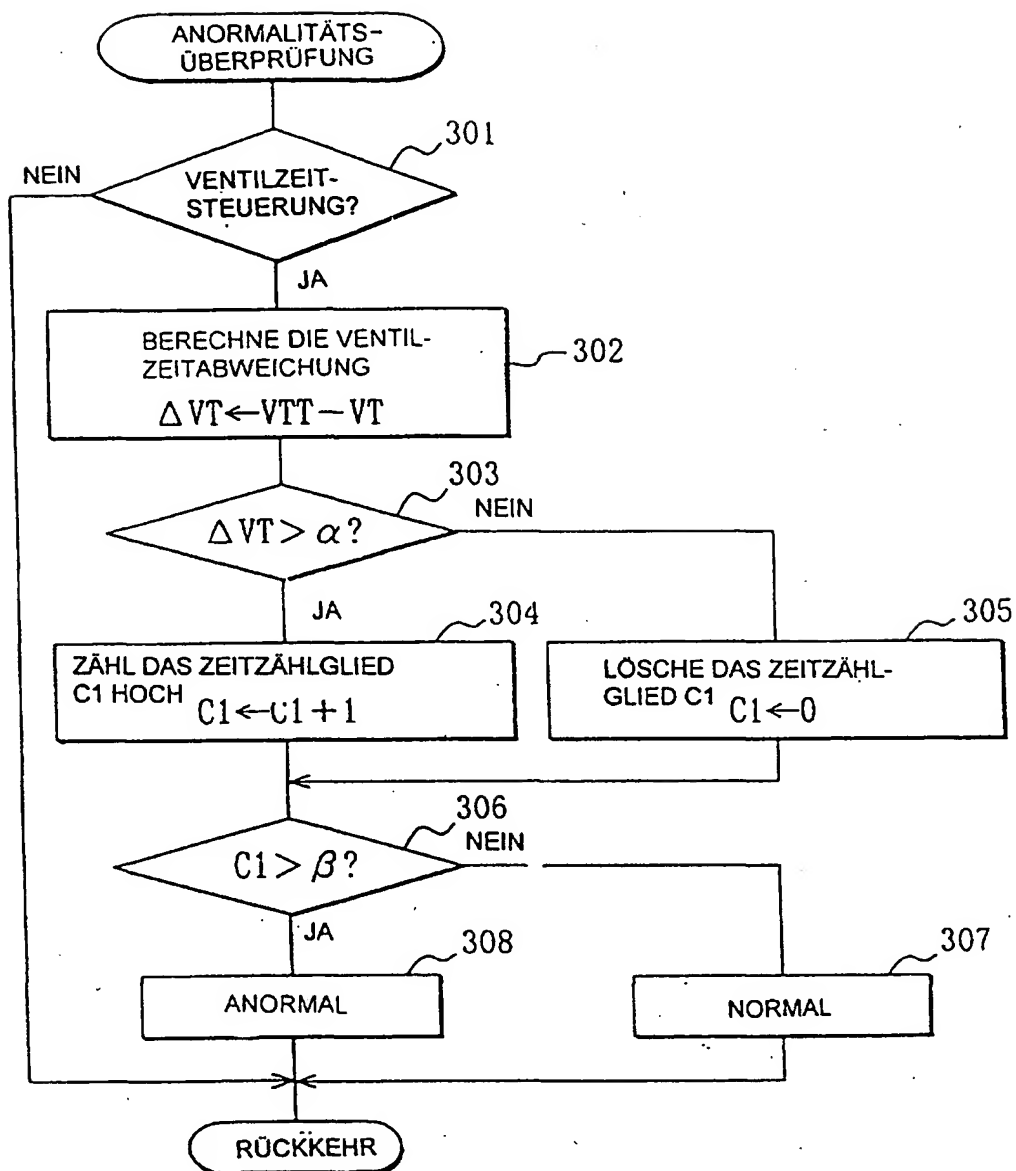 ANORMALITÄTS-
ÜBERPRÜFUNG
301
NEIN
VENTILZEIT-
STEUERUNG?
JA
BERECHNE DIE VENTIL-
ZEITABWEICHUNG
302
Δ VT←VTT−VT
303
NEIN
Δ VT > α?
JA
304
305
ZÄHL DAS ZEITZÄHLGLIED
C1 HOCH
C1←C1+1
LÖSCHE DAS ZEITZÄHL-
GLIED C1
C1←0
306
NEIN
C1 > β?
JA
308
307
ANORMAL
NORMAL
RÜCKKEHR